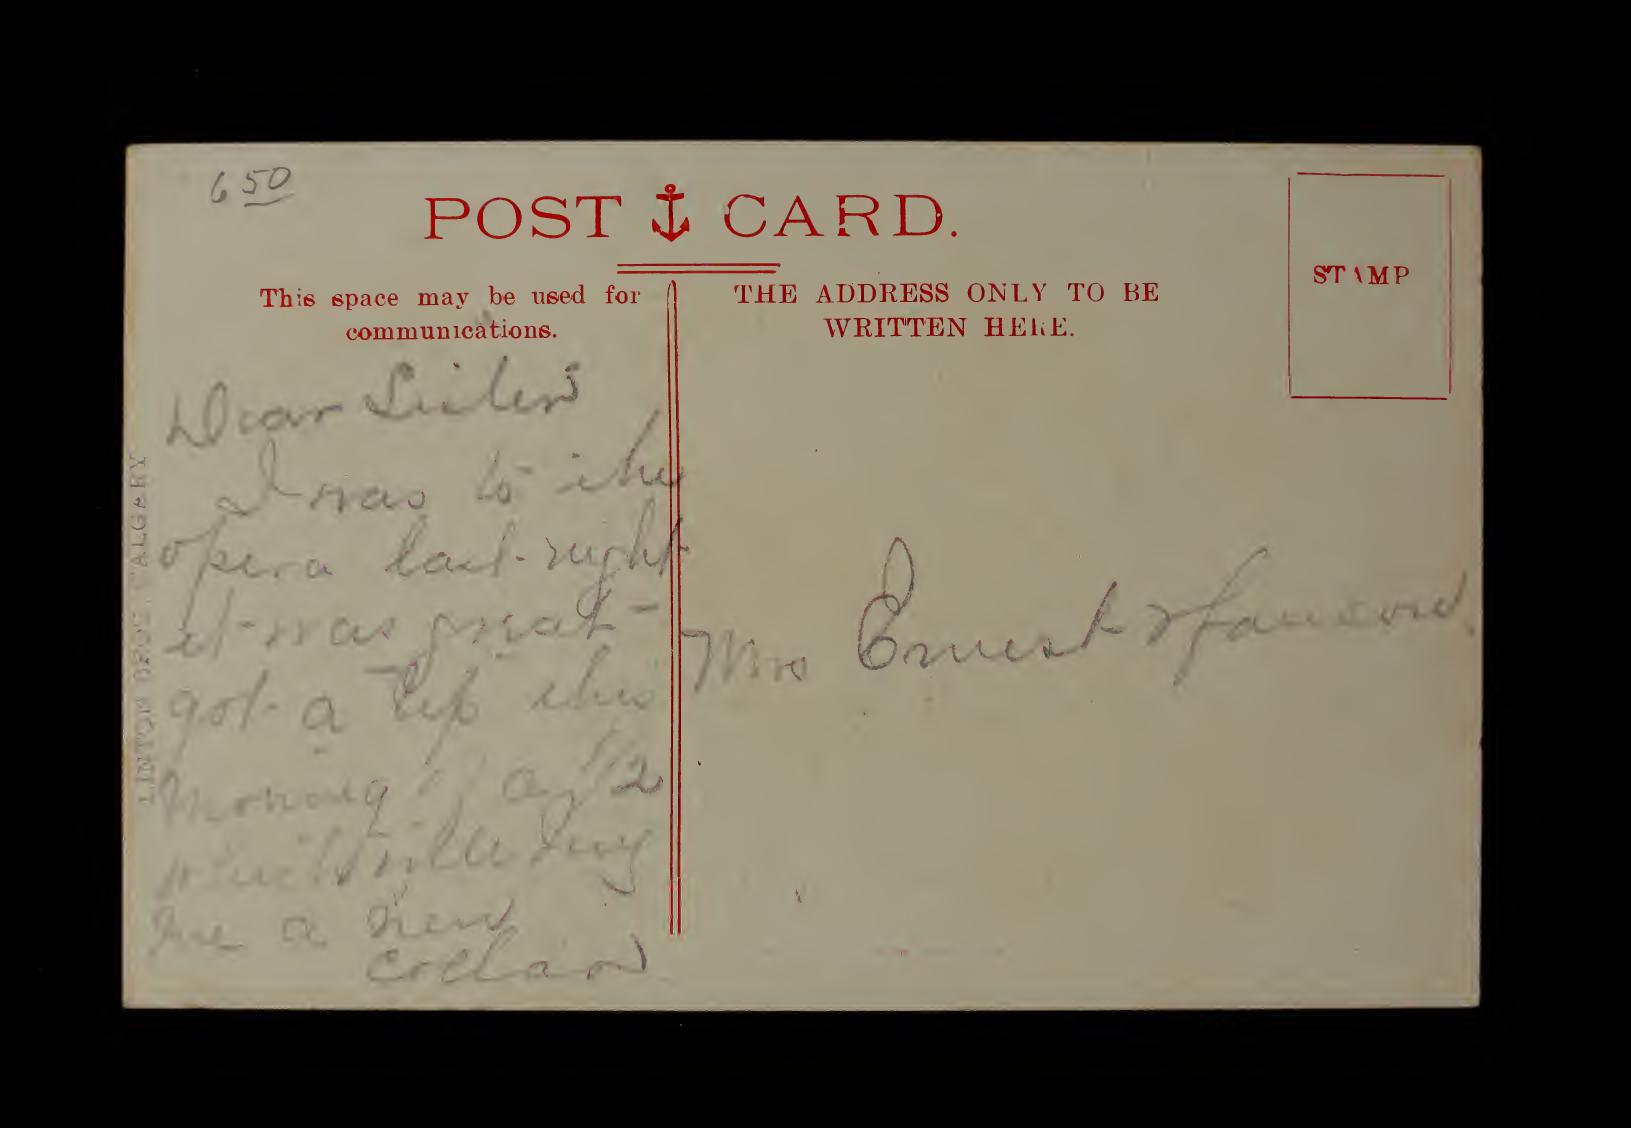 6 50
POST CARD.
This space may be used for
communications.
THE ADDRESS ONLY TO BE
WRITTEN HERE.
STAMP
LINTON BROS. CALGARY
Dear Sister
I was to the
opera last night
it was great
got a tip this
morning of a 1/2
which will buy
me a new
collar
Mrs Ernest